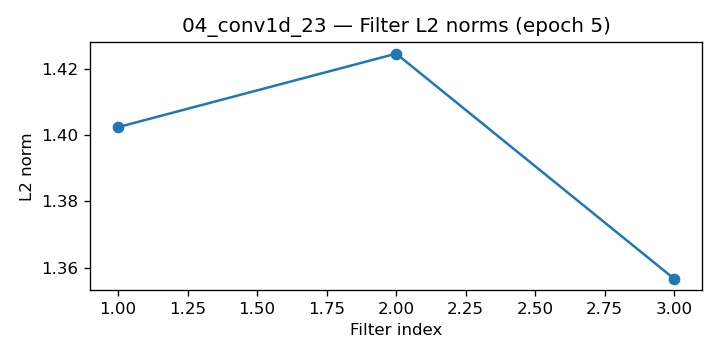 04_conv1d_23 — Filter L2 norms (epoch 5)
L2 norm
1.42
1.40
1.38
1.36
1.00 1.25 1.50 1.75 2.00 2.25 2.50 2.75 3.00
Filter index